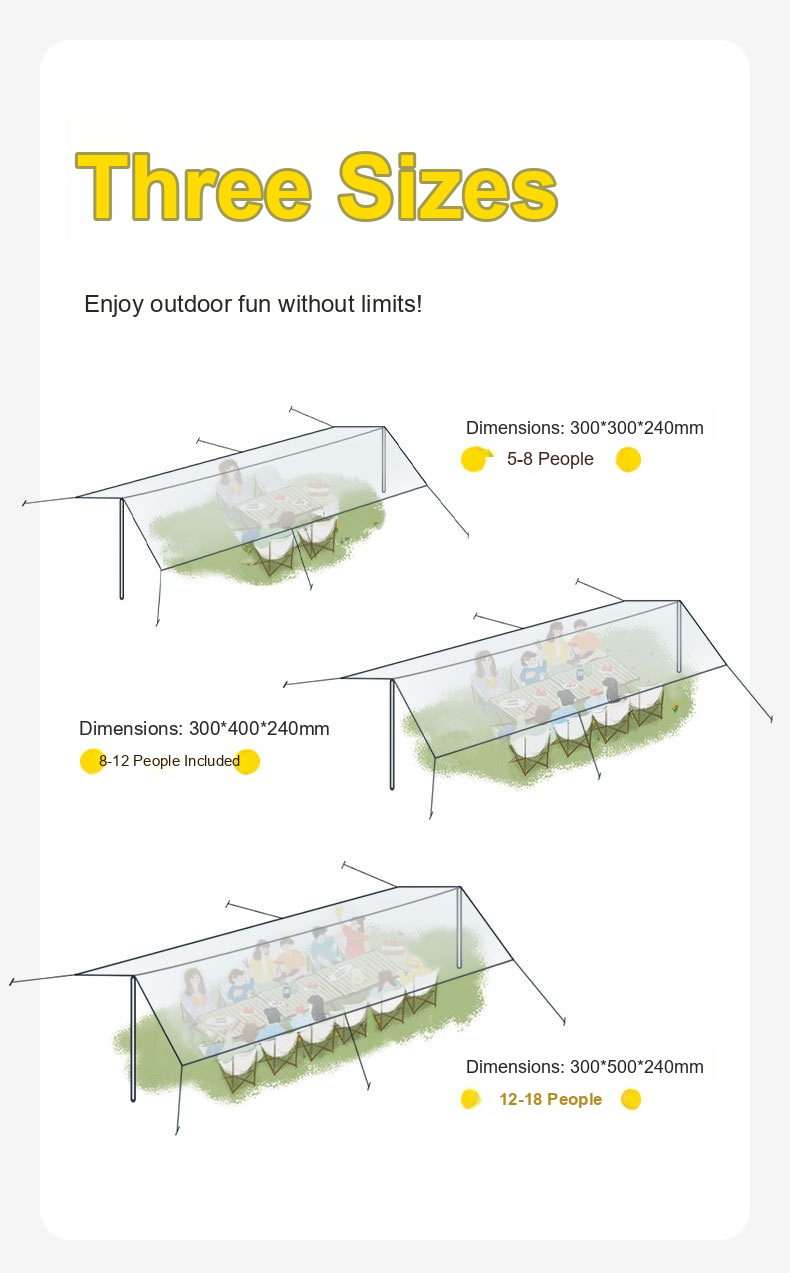 Three Sizes
Enjoy outdoor fun without limits!
Dimensions: 300*300*240mm
5-8 People
Dimensions: 300*400*240mm
8-12 People Included
Dimensions: 300*500*240mm
12-18 People